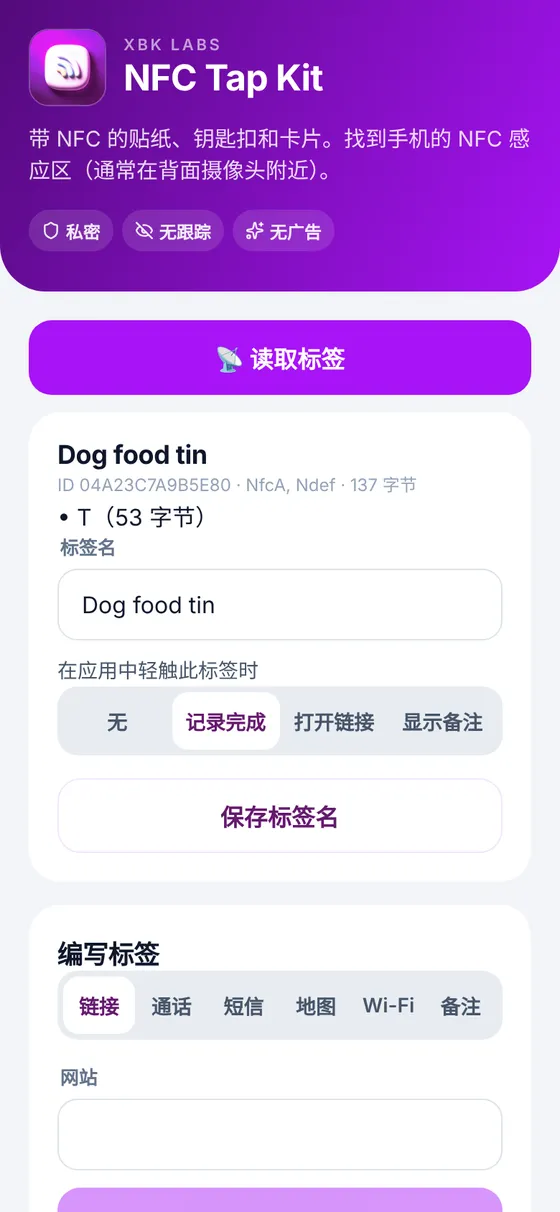 XBK LABS
NFC Tap Kit
带 NFC 的贴纸、钥匙扣和卡片。找到手机的 NFC 感
应区（通常在背面摄像头附近）。
私密 无跟踪 无广告
读取标签
Dog food tin
ID 04A23C7A9B5E80 · NfcA, Ndef · 137 字节
• T（53 字节）
标签名
Dog food tin
在应用中轻触此标签时
无 记录完成 打开链接 显示备注
保存标签名
编写标签
链接 通话 短信 地图 Wi-Fi 备注
网站